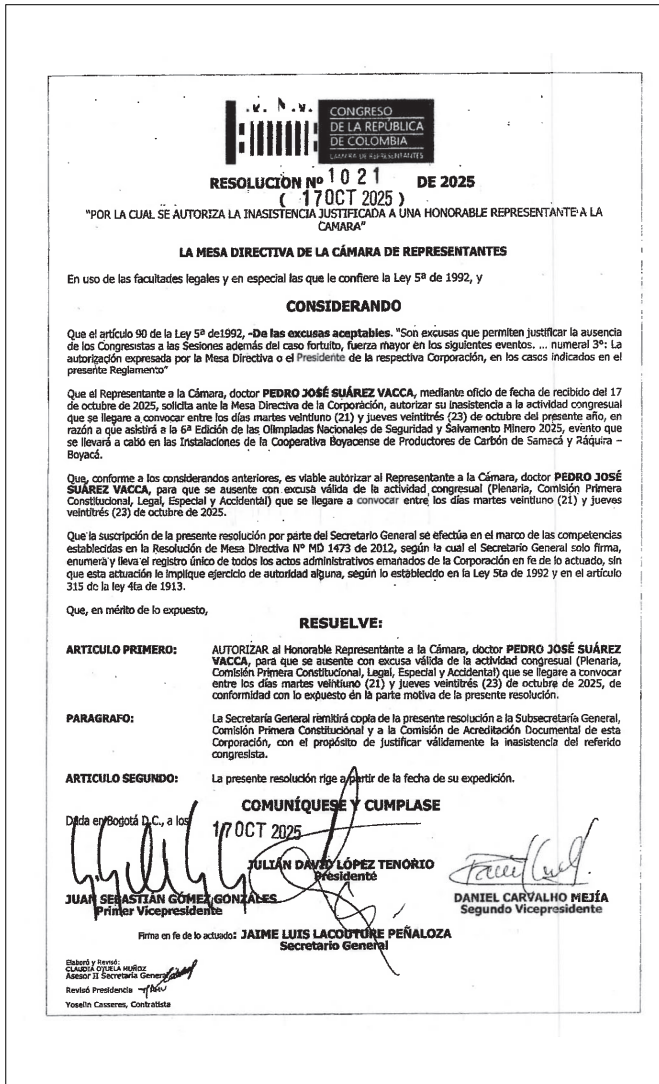 CONGRESO
DE LA REPÚBLICA
DE COLOMBIA
CÁMARA DE REPRESENTANTES
RESOLUCIÓN Nº 1021 DE 2025
( 17 OCT 2025 )
"POR LA CUAL SE AUTORIZA LA INASISTENCIA JUSTIFICADA A UNA HONORABLE REPRESENTANTE A LA
CAMARA"
LA MESA DIRECTIVA DE LA CÁMARA DE REPRESENTANTES
En uso de las facultades legales y en especial las que le confiere la Ley 5ª de 1992, y
CONSIDERANDO
Que el artículo 90 de la Ley 5ª de1992, -De las excusas aceptables. "Son excusas que permiten justificar la ausencia
de los Congresistas a las Sesiones además del caso fortuito, fuerza mayor en los siguientes eventos. ... numeral 3º: La
autorización expresada por la Mesa Directiva o el Presidente de la respectiva Corporación, en los casos indicados en el
presente Reglamento"
Que el Representante a la Cámara, doctor PEDRO JOSÉ SUÁREZ VACCA, mediante oficio de fecha de recibido del 17
de octubre de 2025, solicita ante la Mesa Directiva de la Corporación, autorizar su inasistencia a la actividad congresual
que se llegare a convocar entre los días martes veintiuno (21) y jueves veintitrés (23) de octubre del presente año, en
razón a que asistirá a la 6ª Edición de las Olimpiadas Nacionales de Seguridad y Salvamento Minero 2025, evento que
se llevará a cabo en las Instalaciones de la Cooperativa Boyacense de Productores de Carbón de Samacá y Ráquira –
Boyacá.
Que, conforme a los considerandos anteriores, es viable autorizar al Representante a la Cámara, doctor PEDRO JOSÉ
SUÁREZ VACCA, para que se ausente con excusa válida de la actividad congresual (Plenaria, Comisión Primera
Constitucional, Legal, Especial y Accidental) que se llegare a convocar entre los días martes veintiuno (21) y jueves
veintitrés (23) de octubre de 2025.
Que la suscripción de la presente resolución por parte del Secretario General se efectúa en el marco de las competencias
establecidas en la Resolución de Mesa Directiva Nº MD 1473 de 2012, según la cual el Secretario General solo firma,
enumera y lleva el registro único de todos los actos administrativos emanados de la Corporación en fe de lo actuado, sin
que esta actuación le implique ejercicio de autoridad alguna, según lo establecido en la Ley 5ta de 1992 y en el artículo
315 de la ley 4ta de 1913.
Que, en mérito de lo expuesto,
RESUELVE:
ARTICULO PRIMERO: AUTORIZAR al Honorable Representante a la Cámara, doctor PEDRO JOSÉ SUÁREZ
VACCA, para que se ausente con excusa válida de la actividad congresual (Plenaria,
Comisión Primera Constitucional, Legal, Especial y Accidental) que se llegare a convocar
entre los días martes veintiuno (21) y jueves veintitrés (23) de octubre de 2025, de
conformidad con lo expuesto en la parte motiva de la presente resolución.
PARAGRAFO: La Secretaría General remitirá copia de la presente resolución a la Subsecretaría General,
Comisión Primera Constitucional y a la Comisión de Acreditación Documental de esta
Corporación, con el propósito de justificar válidamente la inasistencia del referido
congresista.
ARTICULO SEGUNDO: La presente resolución rige a partir de la fecha de su expedición.
COMUNÍQUESE Y CUMPLASE
Dada en Bogotá D.C., a los 17 OCT 2025
JULIÁN DAVID LÓPEZ TENORIO
Presidente
JUAN SEBASTIÁN GÓMEZ GONZÁLES
Primer Vicepresidente
DANIEL CARVALHO MEJÍA
Segundo Vicepresidente
Firma en fe de lo actuado: JAIME LUIS LACOUTURE PEÑALOZA
Secretario General
Elaboró y Revisó:
CLAUDIA OYUELA MUÑOZ
Asesor II Secretaria General
Revisó Presidencia
Yoselin Casseres, Contratista